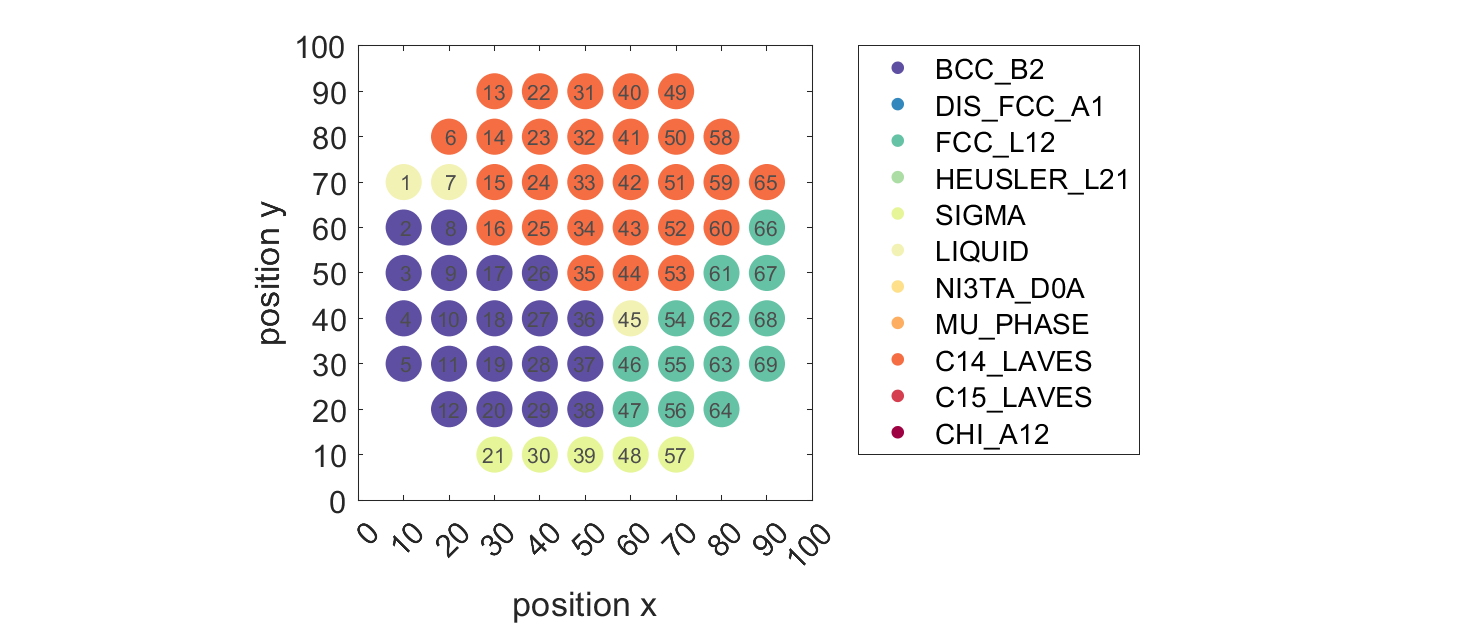 100
90
80
70
60
50
40
30
20
10
0
position y
13 22 31 40 49
6 14 23 32 41 50 58
1 7 15 24 33 42 51 59 65
2 8 16 25 34 43 52 60 66
3 9 17 26 35 44 53 61 67
4 10 18 27 36 45 54 62 68
5 11 19 28 37 46 55 63 69
12 20 29 38 47 56 64
21 30 39 48 57
0 10 20 30 40 50 60 70 80 90 100
position x
BCC_B2
DIS_FCC_A1
FCC_L12
HEUSLER_L21
SIGMA
LIQUID
NI3TA_D0A
MU_PHASE
C14_LAVES
C15_LAVES
CHI_A12